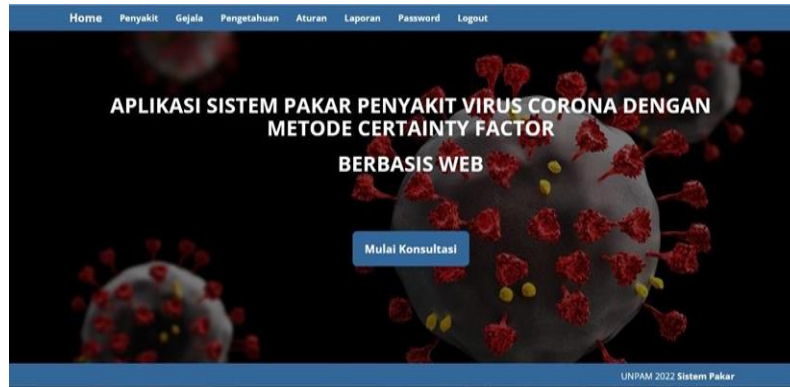 Home Penyakit Gejala Pengetahuan Aturan Laporan Password Logout
APLIKASI SISTEM PAKAR PENYAKIT VIRUS CORONA DENGAN
METODE CERTAINTY FACTOR
BERBASIS WEB
Mulai Konsultasi
UNPAM 2022 Sistem Pakar